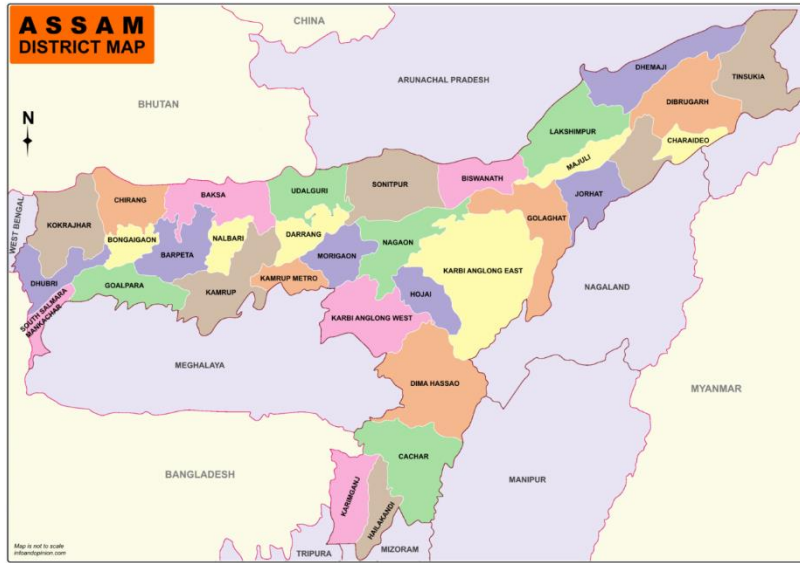 ASSAM
DISTRICT MAP
CHINA
ARUNACHAL PRADESH
BHUTAN
N
WEST BENGAL
DHEMAJI
TINSUKIA
DIBRUGARH
LAKSHIMPUR
CHARAIDEO
MAJULI
JORHAT
BISWANATH
SONITPUR
UDALGURI
BAKSA
CHIRANG
KOKRAJHAR
GOLAGHAT
NAGAON
DARRANG
NALBARI
BONGAIGAON
BARPETA
MORIGAON
KARBI ANGLONG EAST
KAMRUP METRO
KAMRUP
GOALPARA
DHUBRI
SOUTH SALMARA
MANKACHAR
HOJAI
KARBI ANGLONG WEST
NAGALAND
MEGHALAYA
DIMA HASSAO
MYANMAR
BANGLADESH
CACHAR
KARIMGANJ
HAILAKANDI
MANIPUR
TRIPURA
MIZORAM
Map is not to scale
infoandopinion.com